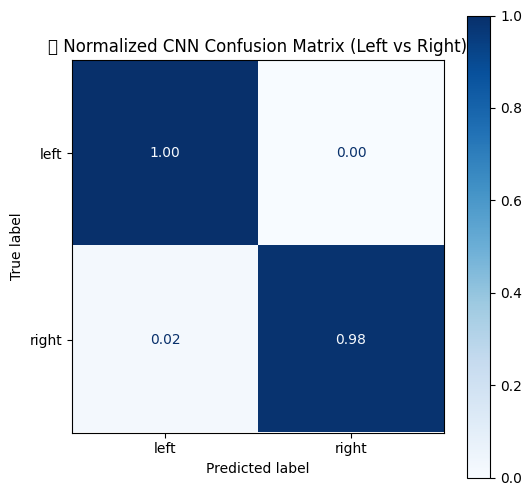 Normalized CNN Confusion Matrix (Left vs Right)
1.0
0.8
0.6
0.4
0.2
0.0
True label
left
1.00
0.00
right
0.02
0.98
left
right
Predicted label